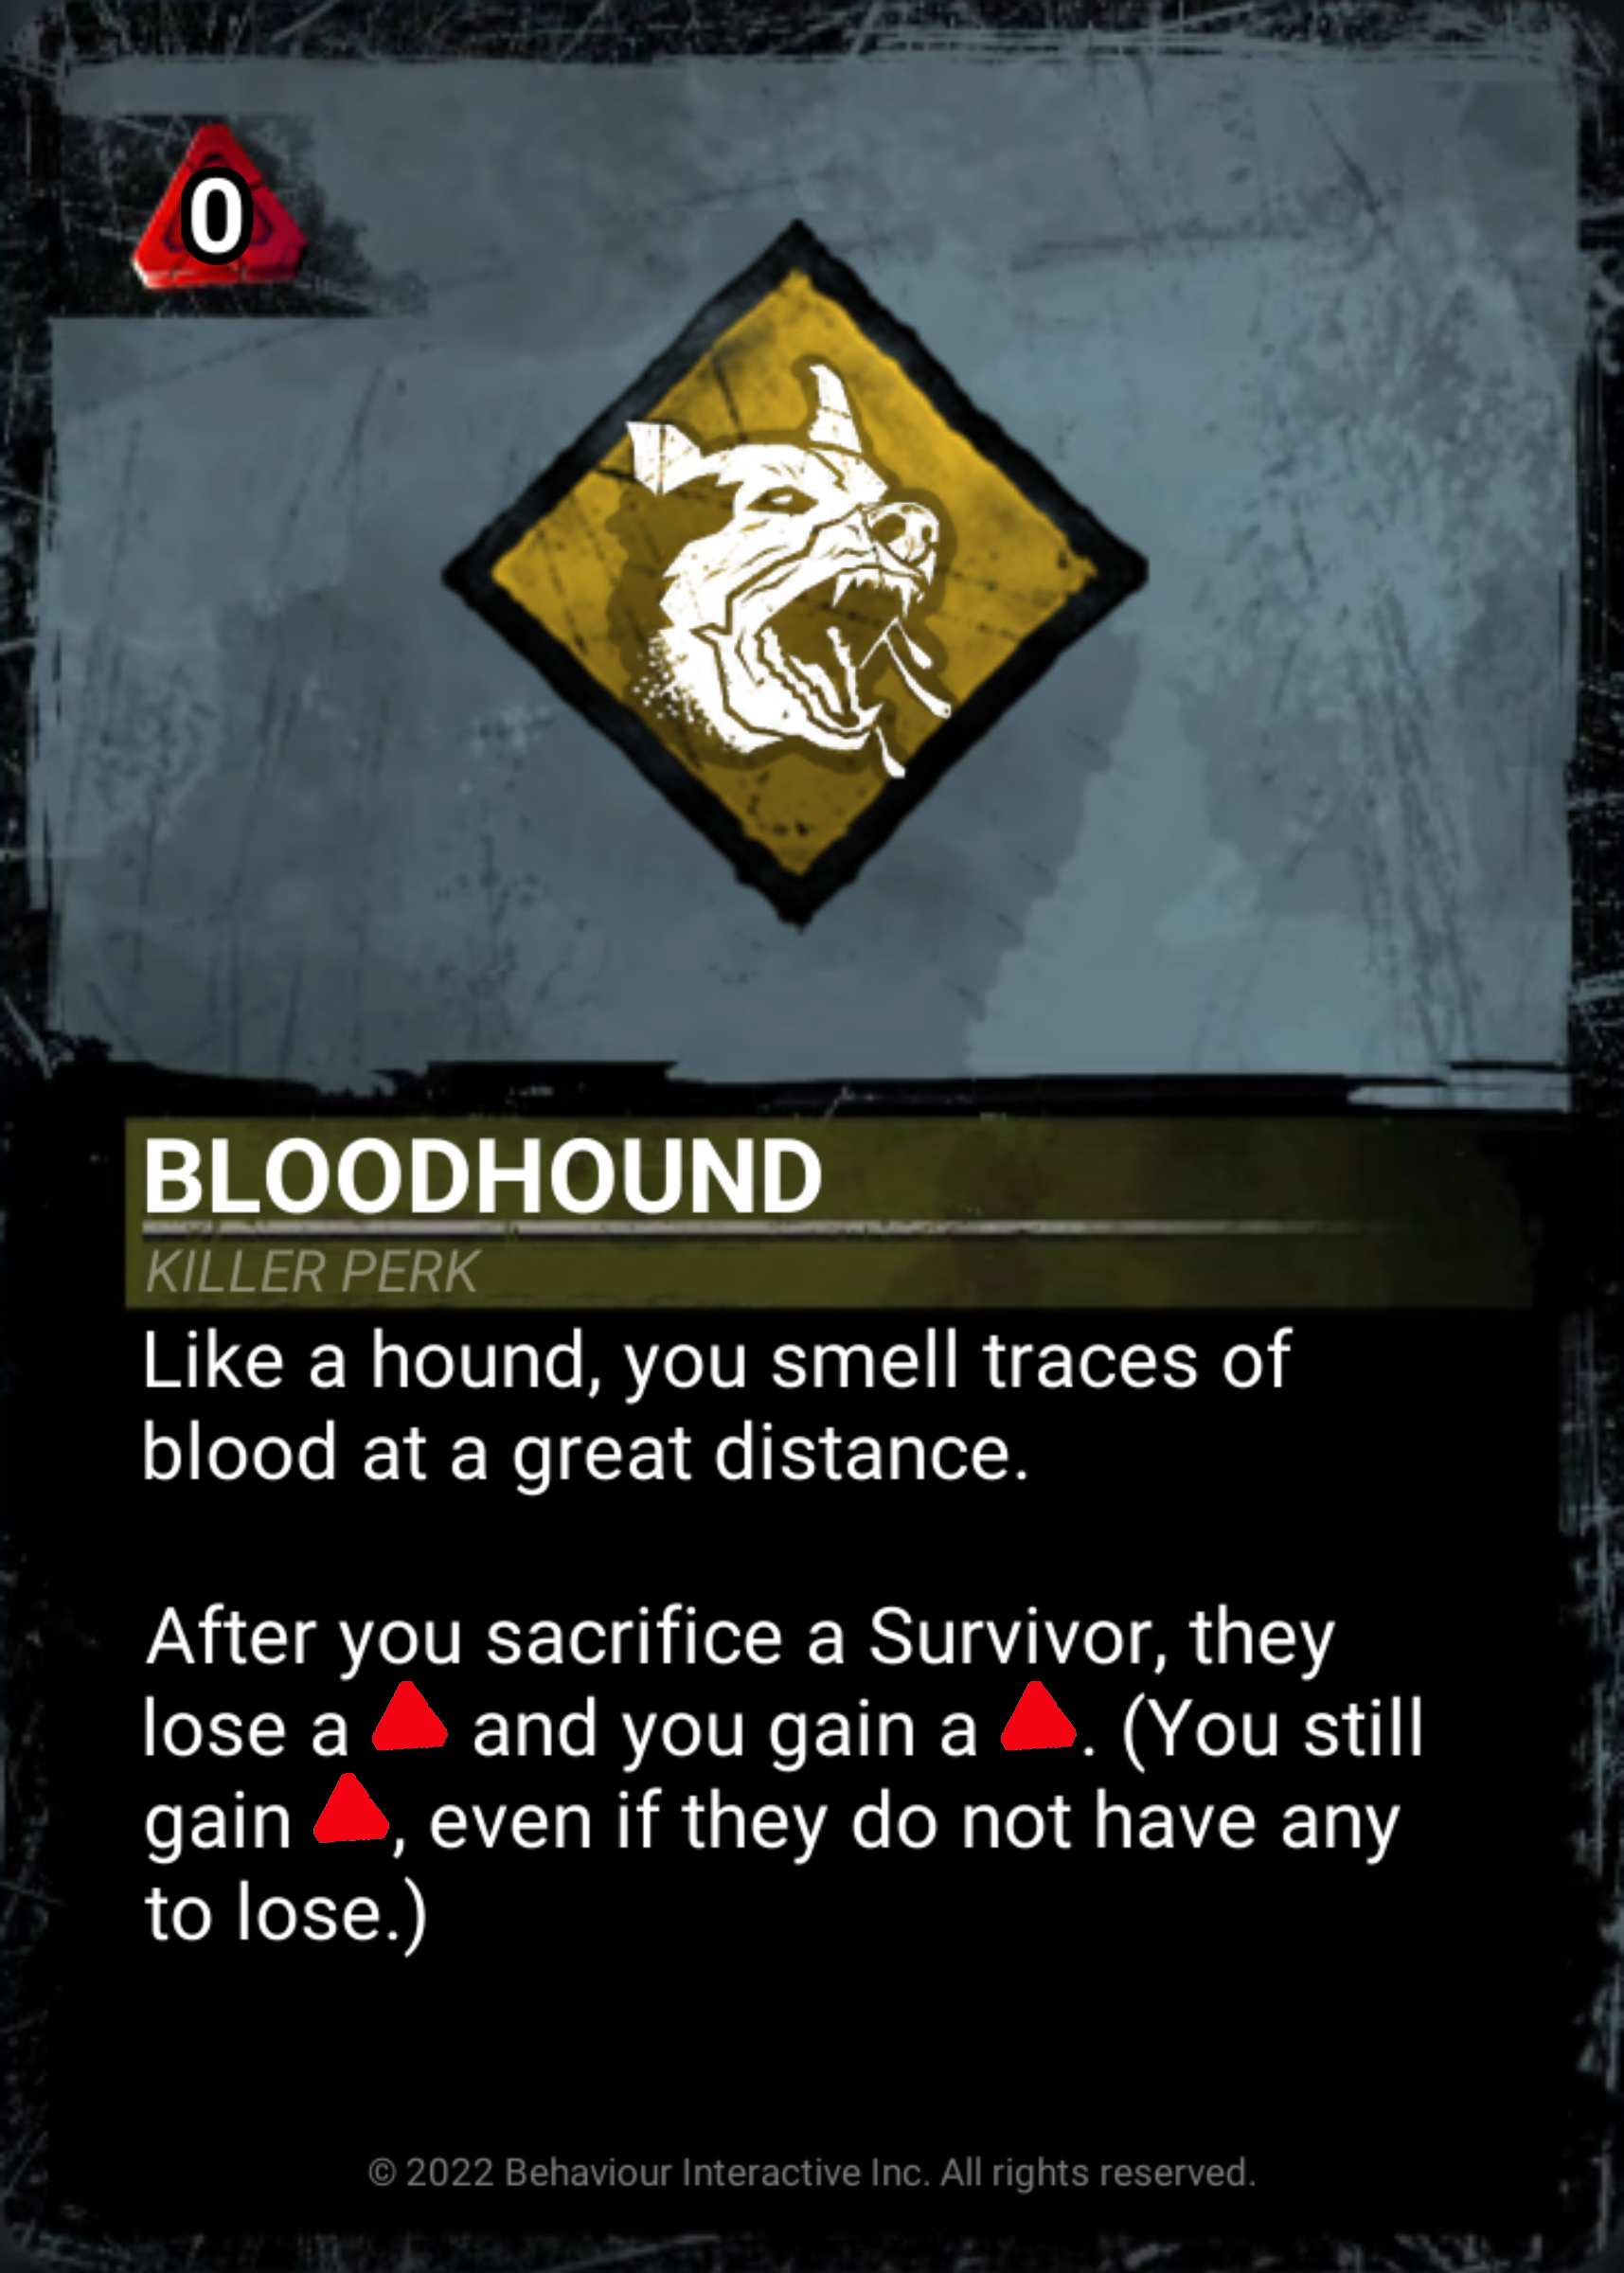 0
BLOODHOUND
KILLER PERK
Like a hound, you smell traces of
blood at a great distance.
After you sacrifice a Survivor, they
lose a and you gain a . (You still
gain , even if they do not have any
to lose.)
© 2022 Behaviour Interactive Inc. All rights reserved.